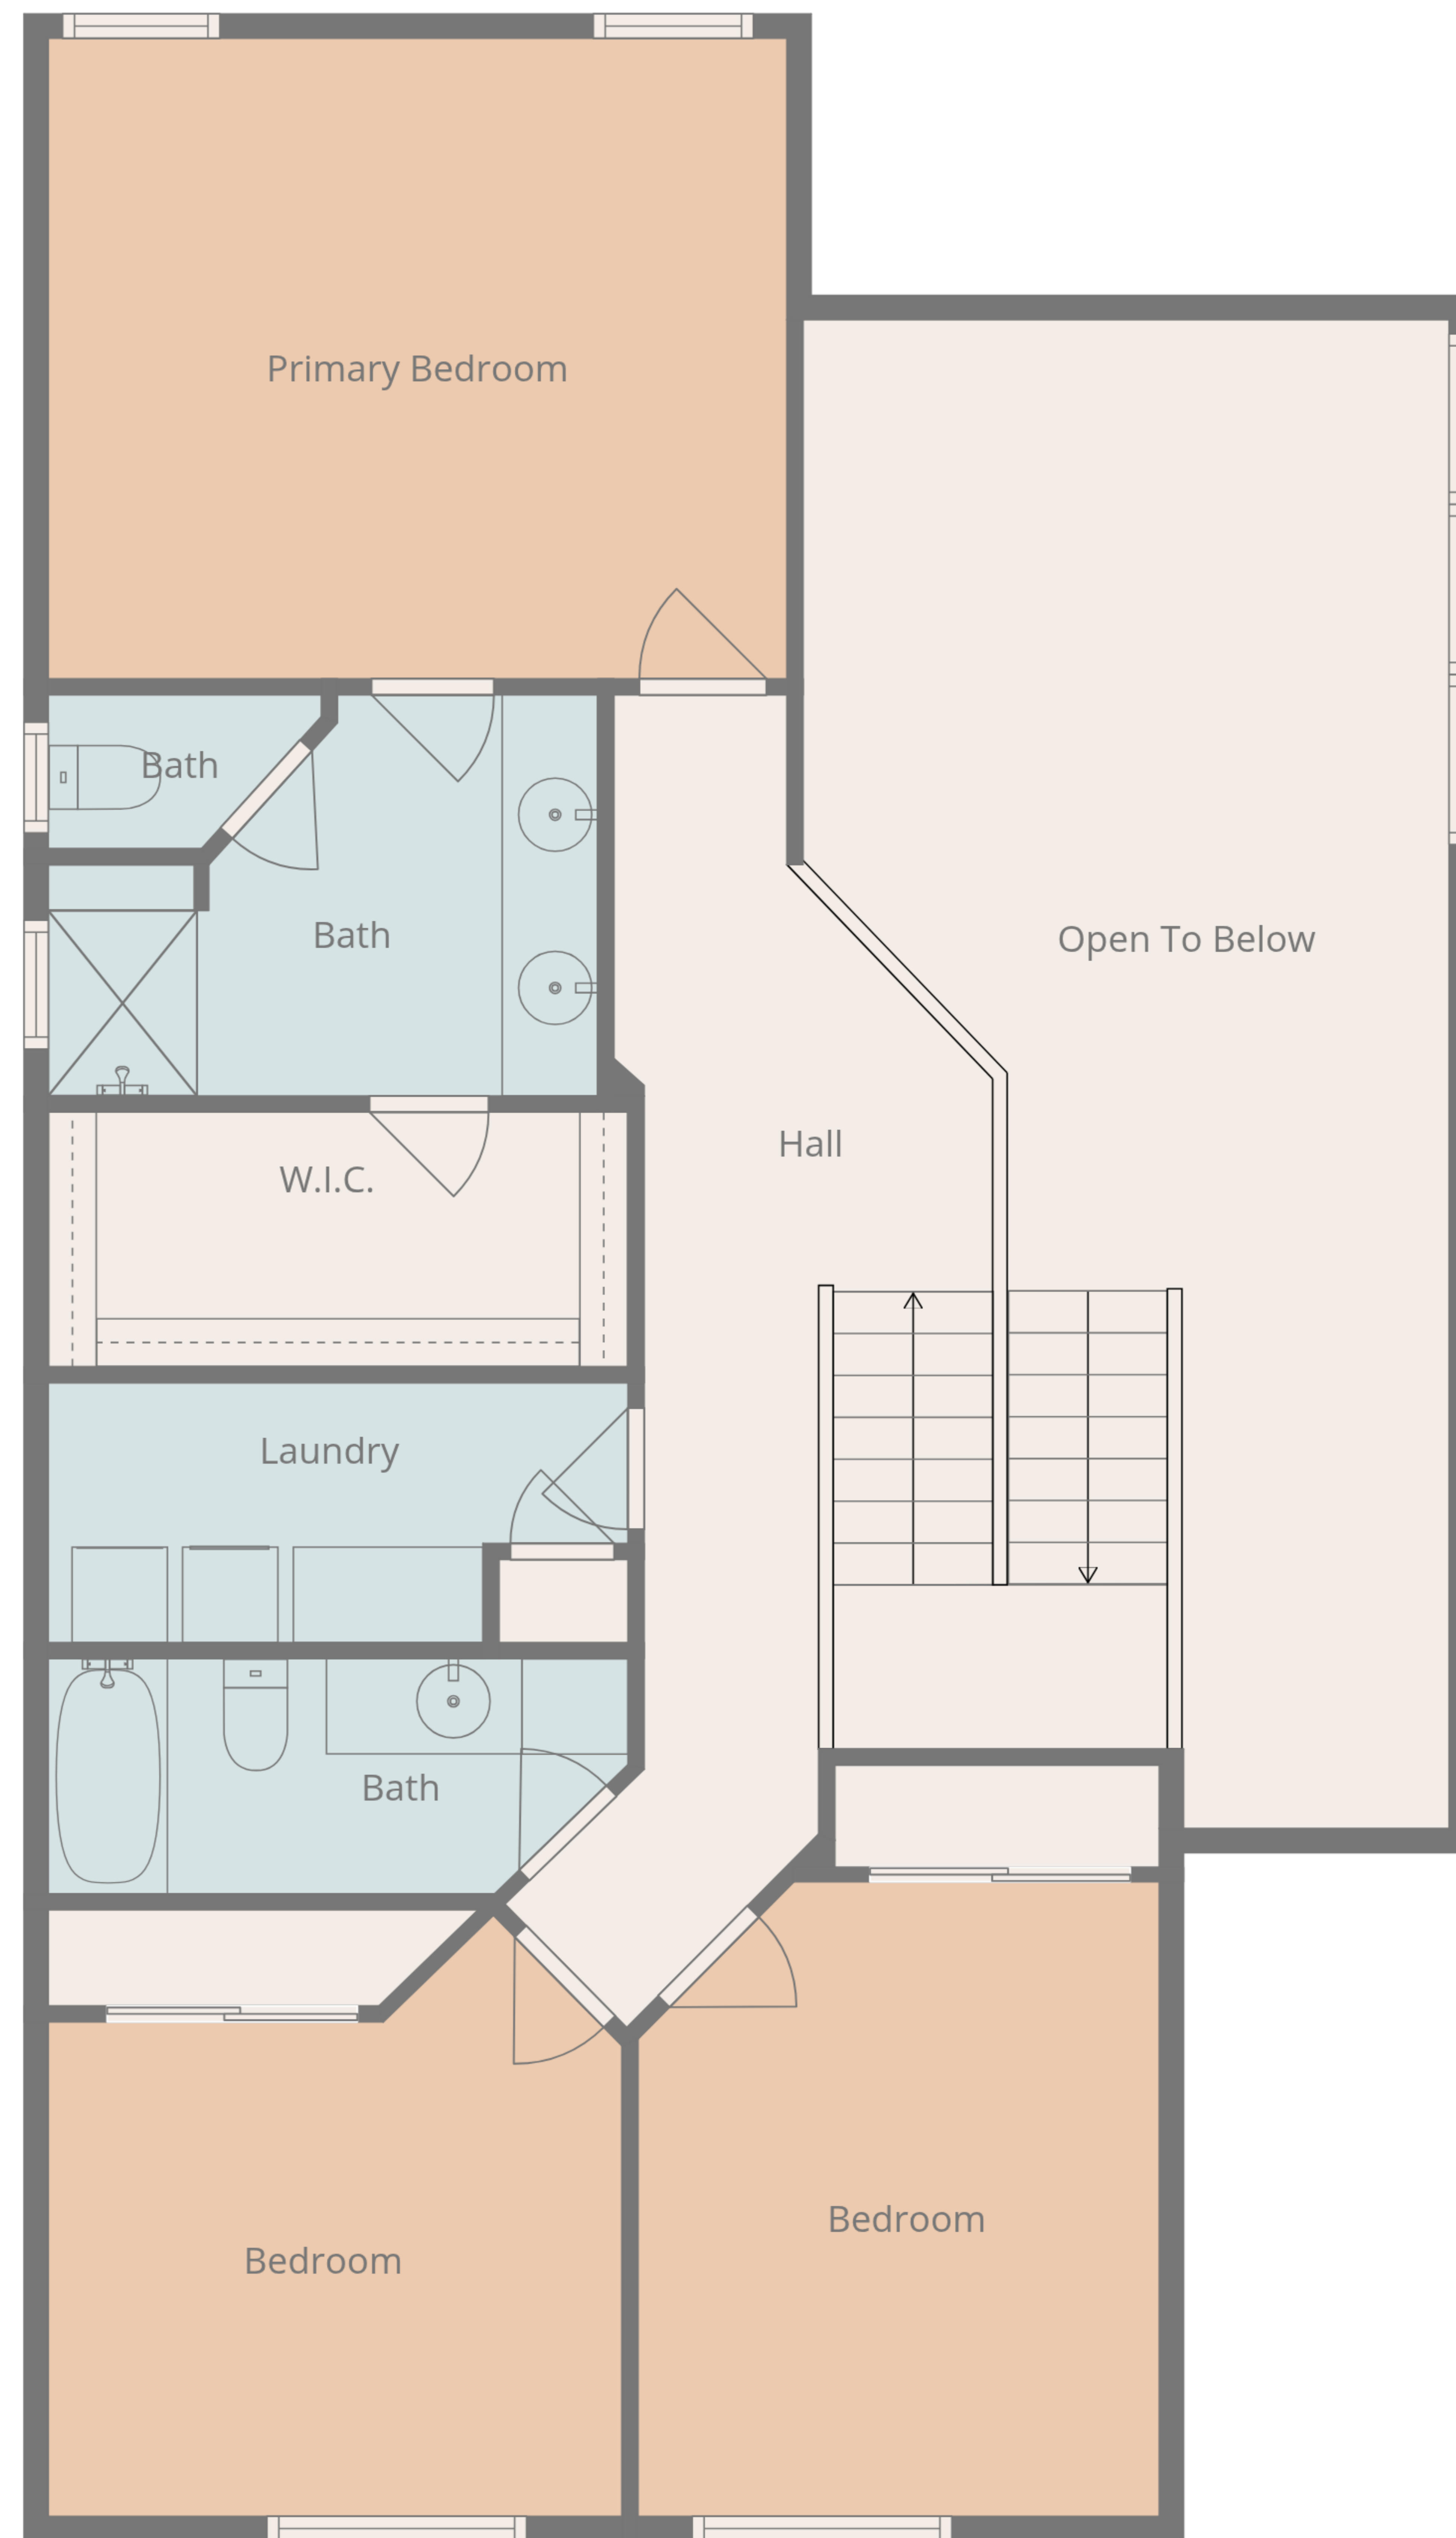 Primary Bedroom
Bath
Bath
Open To Below
Hall
W.I.C.
Laundry
Bath
Bedroom
Bedroom